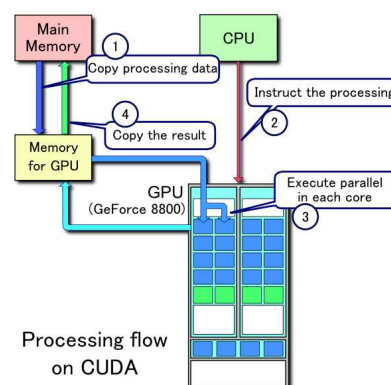 Main
Memory
1
Copy processing data
CPU
Instruct the processing
2
4
Copy the result
Memory
for GPU
GPU
(GeForce 8800)
Execute parallel
in each core
3
Processing flow
on CUDA